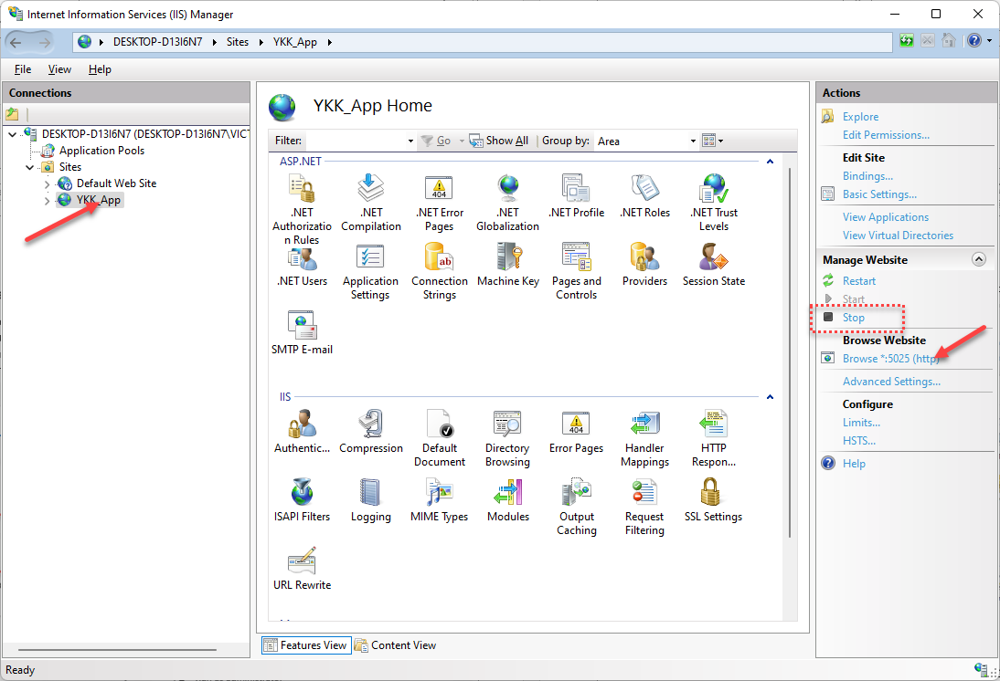 Internet Information Services (IIS) Manager
DESKTOP-D13I6N7 Sites YKK_App
File View Help
Connections
DESKTOP-D13I6N7 (DESKTOP-D13I6N7\VICT
Application Pools
Sites
Default Web Site
YKK_App
YKK_App Home
Filter: Go Show All Group by: Area
ASP.NET
.NET Authorizatio n Rules
.NET Compilation
.NET Error Pages
.NET Globalization
.NET Profile
.NET Roles
.NET Trust Levels
.NET Users
Application Settings
Connection Strings
Machine Key
Pages and Controls
Providers
Session State
SMTP E-mail
IIS
Authentic...
Compression
Default Document
Directory Browsing
Error Pages
Handler Mappings
HTTP Respon...
ISAPI Filters
Logging
MIME Types
Modules
Output Caching
Request Filtering
SSL Settings
URL Rewrite
Features View Content View
Actions
Explore
Edit Permissions...
Edit Site
Bindings...
Basic Settings...
View Applications
View Virtual Directories
Manage Website
Restart
Start
Stop
Browse Website
Browse *:5025 (http)
Advanced Settings...
Configure
Limits...
HSTS...
Help
Ready